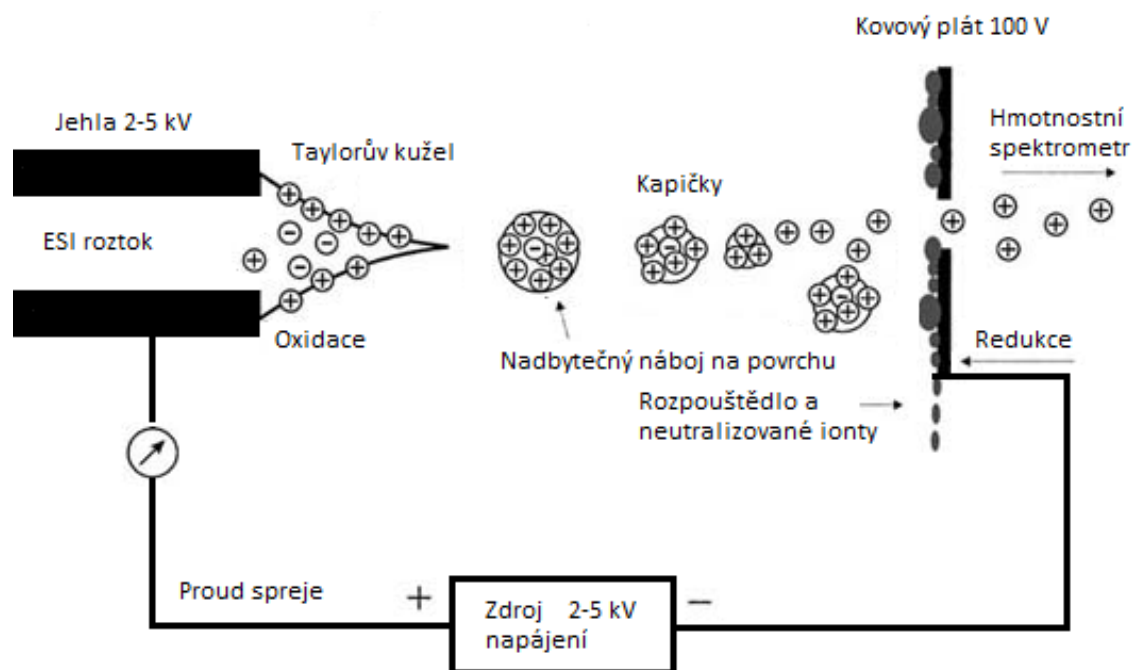 Kovový plát 100 V
Jehla 2-5 kV
Taylorův kužel
Hmotnostní
spektrometr
Kapičky
ESI roztok
Oxidace
Redukce
Nadbytečný náboj na povrchu
Rozpouštědlo a
neutralizované ionty
Proud spreje
+
Zdroj 2-5 kV
napájení
−